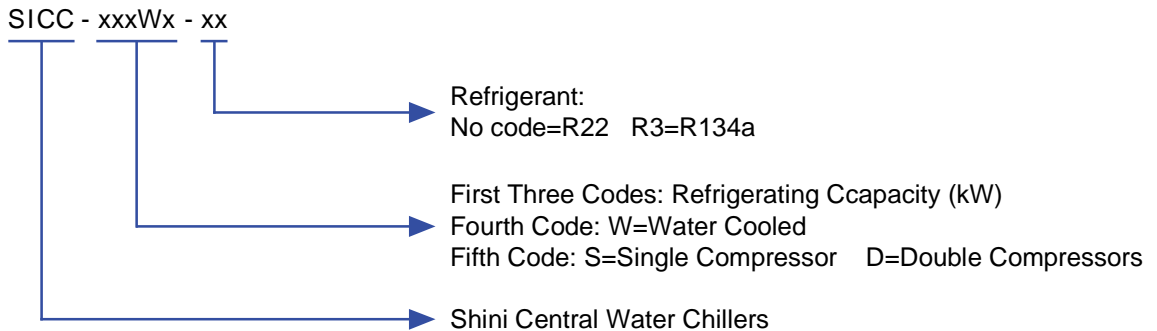 SICC - xxxWx - xx
Refrigerant:
No code=R22 R3=R134a
First Three Codes: Refrigerating Ccapacity (kW)
Fourth Code: W=Water Cooled
Fifth Code: S=Single Compressor D=Double Compressors
Shini Central Water Chillers